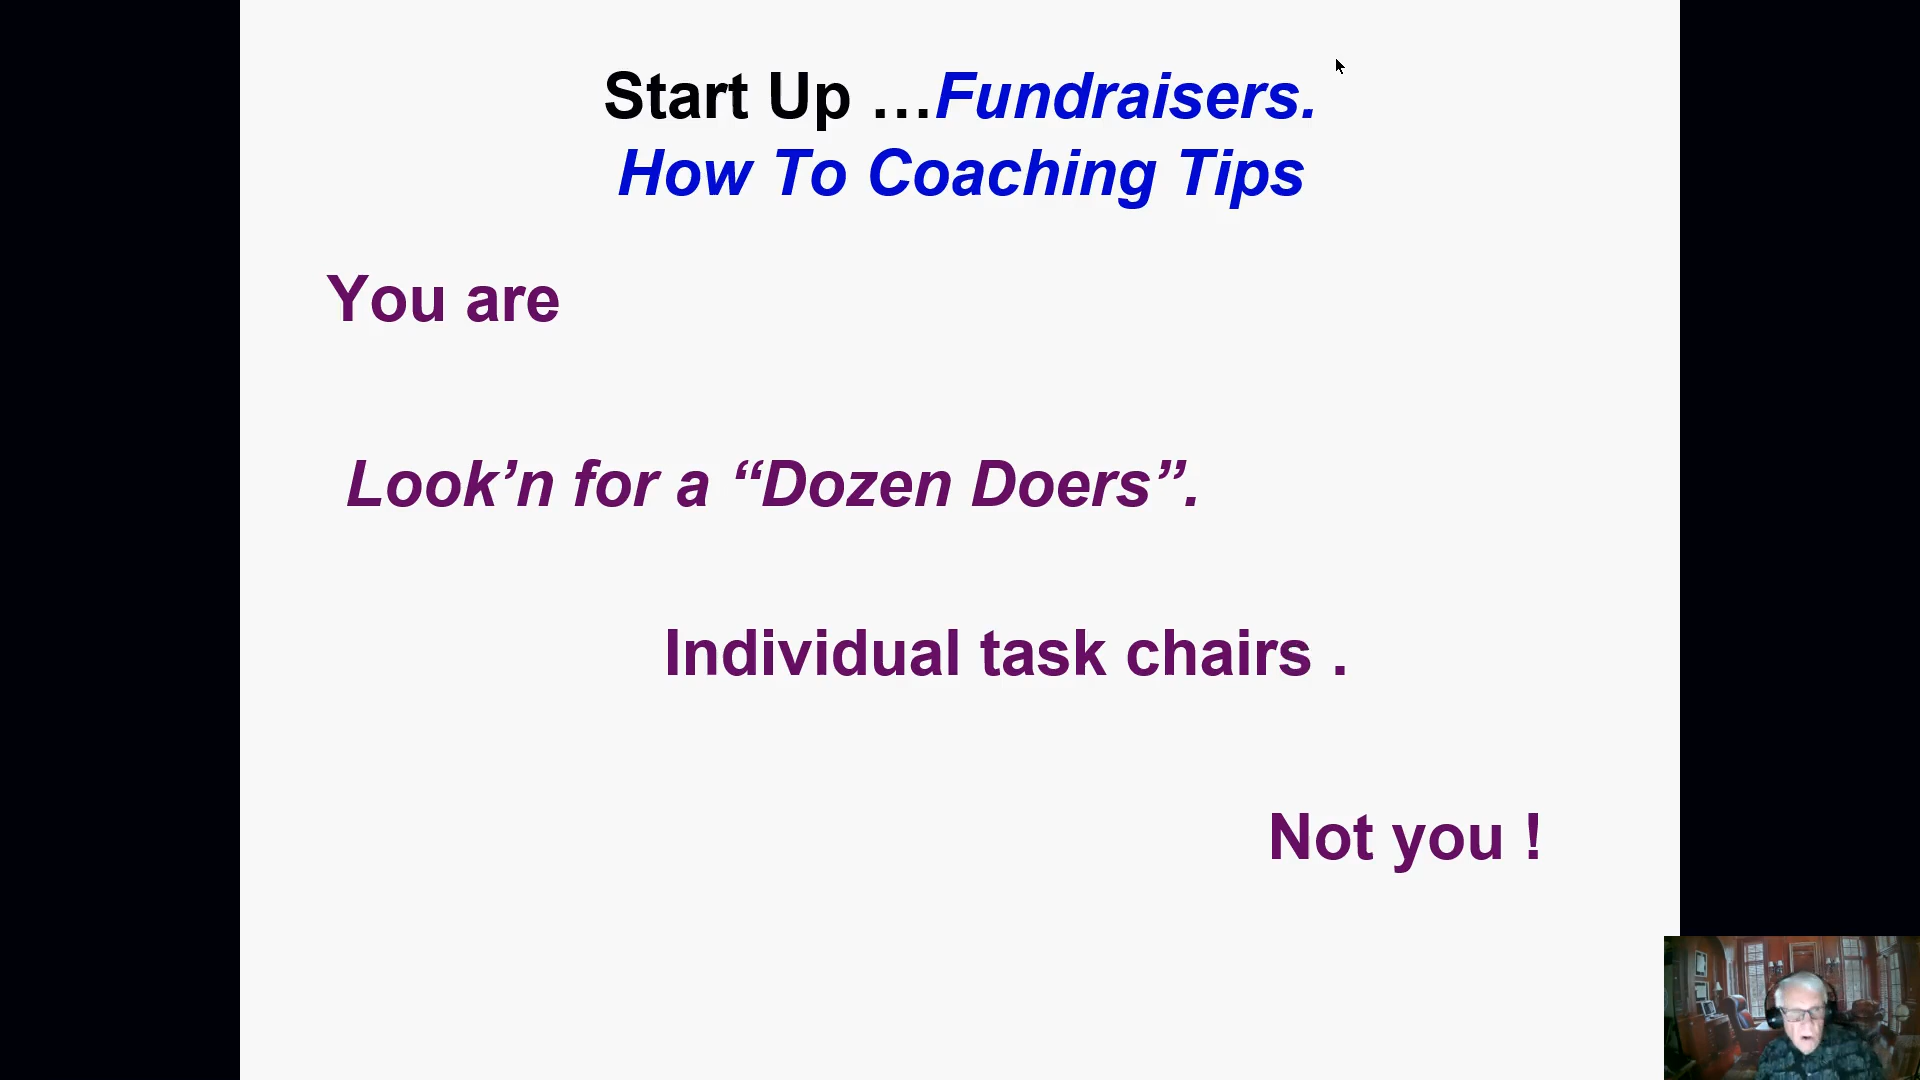 Start Up …Fundraisers.
How To Coaching Tips
You are
Look’n for a “Dozen Doers”.
Individual task chairs .
Not you !